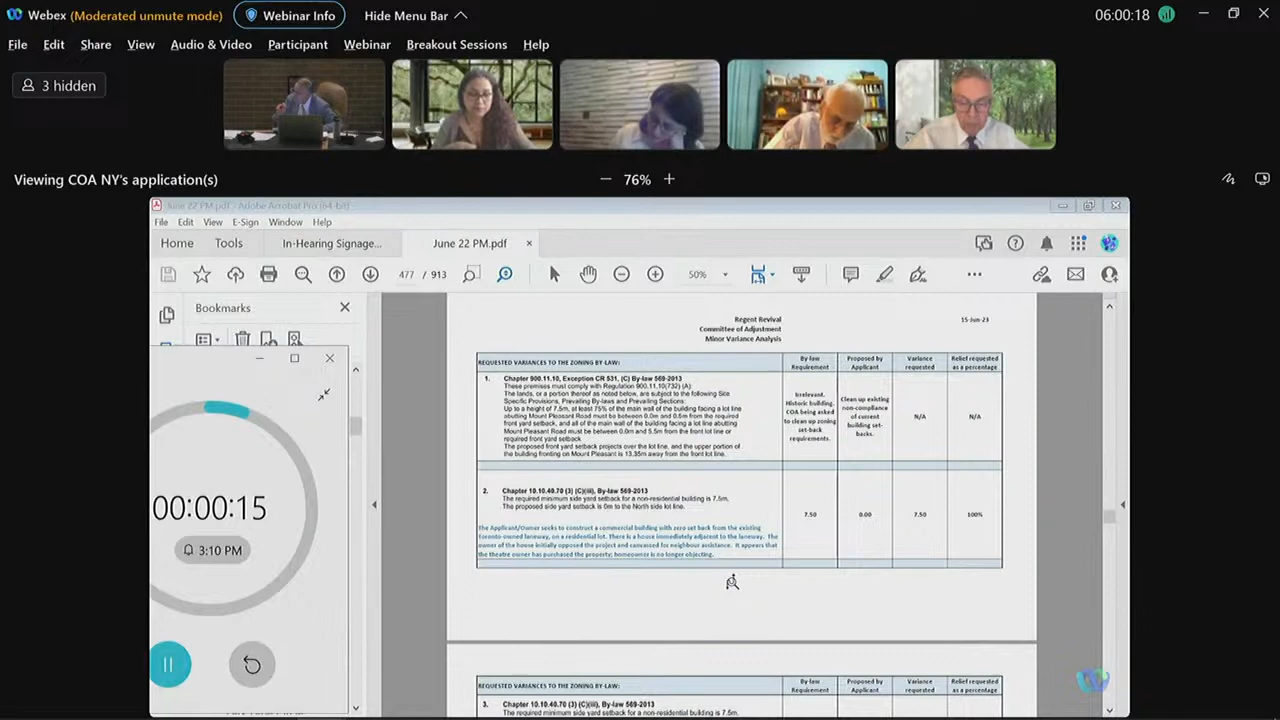 Webex (Moderated unmute mode) Webinar Info Hide Menu Bar 06:00:18
File Edit Share View Audio & Video Participant Webinar Breakout Sessions Help
3 hidden
Viewing COA NY's application(s) 76%
June 22 PM.pdf - Adobe Acrobat Pro (64-bit)
File Edit View E-Sign Window Help
Home Tools In-Hearing Signage... June 22 PM.pdf ×
477 / 913 50%
Bookmarks
Regent Revival 15-Jun-23
Committee of Adjustment
Minor Variance Analysis
REQUESTED VARIANCES TO THE ZONING BY-LAW:
By-law Requirement
Proposed by Applicant
Variance requested
Relief requested as a percentage
1. Chapter 900.11.10, Exception CR 531, (C) By-law 569-2013
These premises must comply with Regulation 900.11.10(732) (A):
The lands, or a portion thereof as noted below, are subject to the following Site
Specific Provisions, Prevailing By-laws and Prevailing Sections:
Up to a height of 7.5m, at least 75% of the main wall of the building facing a lot line
abutting Mount Pleasant Road must be between 0.0m and 0.5m from the required
front yard setback, and all of the main wall of the building facing a lot line abutting
Mount Pleasant Road must be between 0.0m and 5.5m from the front lot line or
required front yard setback
The proposed front yard setback projects over the lot line, and the upper portion of
the building fronting on Mount Pleasant is 13.35m away from the front lot line.
Irrelevant.
Historic building.
COA being asked
to clean up zoning
set-back
requirements.
Clean up existing
non-compliance
of current
building set-
backs.
N/A
N/A
2. Chapter 10.10.40.70 (3) (C)(iii), By-law 569-2013
The required minimum side yard setback for a non-residential building is 7.5m.
The proposed side yard setback is 0m to the North side lot line.
The Applicant/Owner seeks to construct a commercial building with zero set back from the existing
Toronto owned laneway, on a residential lot. There is a house immediately adjacent to the laneway. The
owner of the house initially opposed the project and canvassed for neighbour assistance. It appears that
the theatre owner has purchased the property; homeowner is no longer objecting.
7.50 0.00 7.50 100%
00:00:15
3:10 PM
REQUESTED VARIANCES TO THE ZONING BY-LAW:
By-law Requirement
Proposed by Applicant
Variance requested
Relief requested as a percentage
3. Chapter 10.10.40.70 (3) (C)(iii), By-law 569-2013
The required minimum side yard setback for a non-residential building is 7.5m.